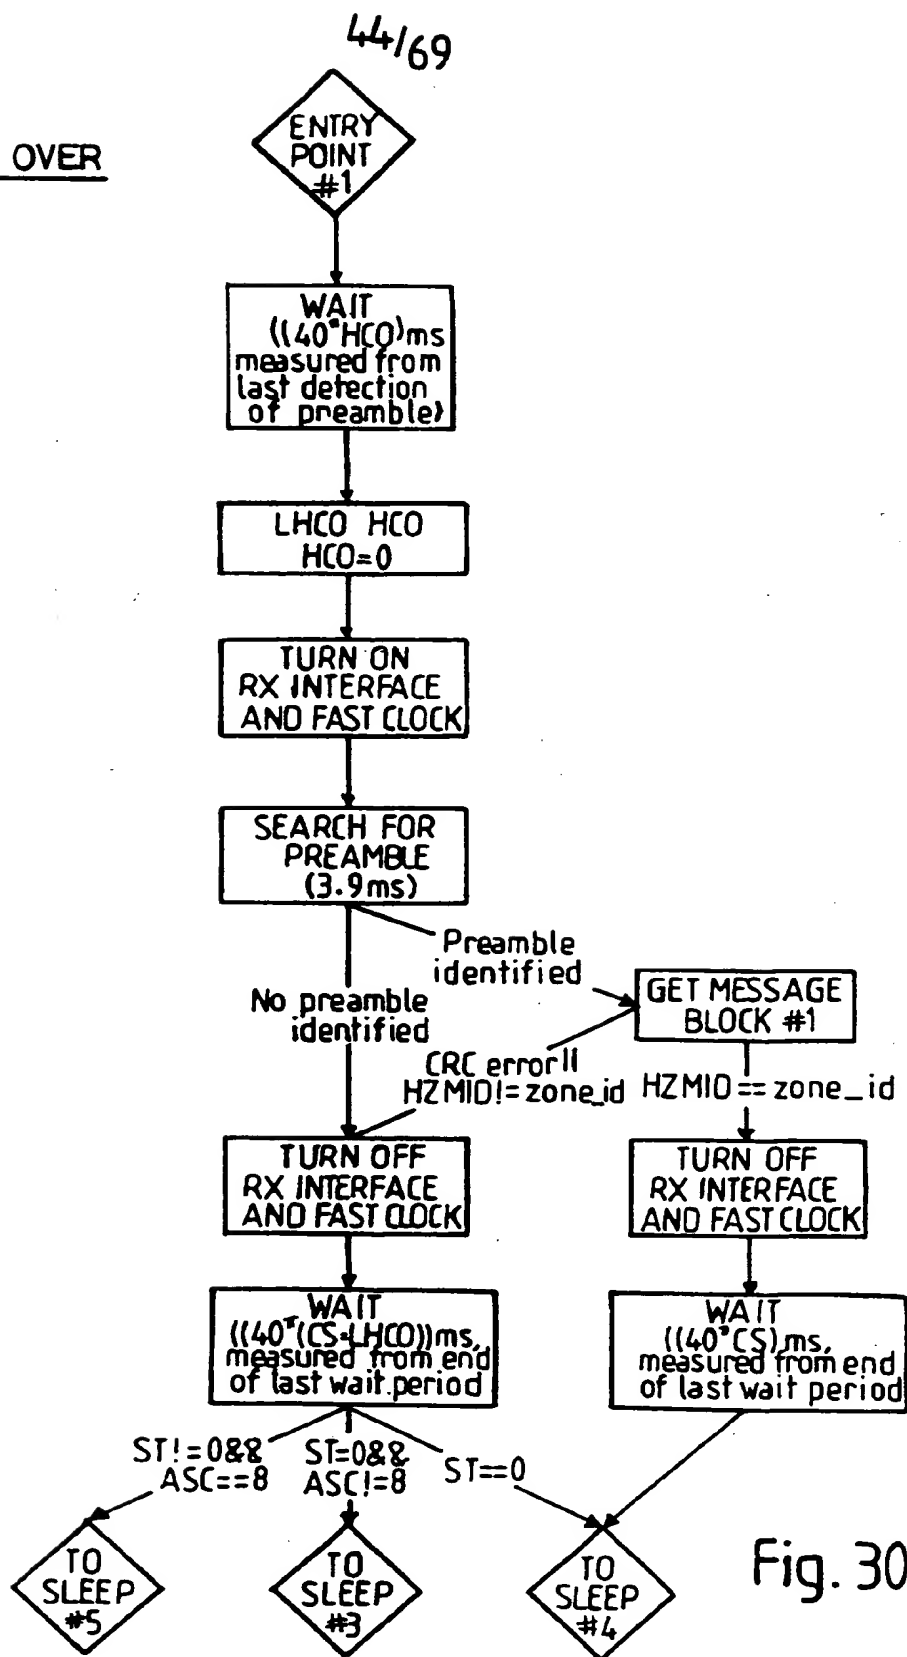 44/69
OVER
ENTRY
POINT
#1
WAIT
((40*HCO)ms
measured from
last detection
of preamble)
LHCO HCO
HCO=0
TURN ON
RX INTERFACE
AND FAST CLOCK
SEARCH FOR
PREAMBLE
(3.9ms)
Preamble
identified
No preamble
identified
GET MESSAGE
BLOCK #1
CRC error||
HZMID!=zone_id
HZMID==zone_id
TURN OFF
RX INTERFACE
AND FAST CLOCK
TURN OFF
RX INTERFACE
AND FAST CLOCK
WAIT
((40*(CS=LHCO))ms,
measured from end
of last wait period
WAIT
((40*CS),ms,
measured from end
of last wait period
ST!=0&&
ASC==8
ST=0&&
ASC!=8
ST==0
TO
SLEEP
#5
TO
SLEEP
#3
TO
SLEEP
#4
Fig. 30